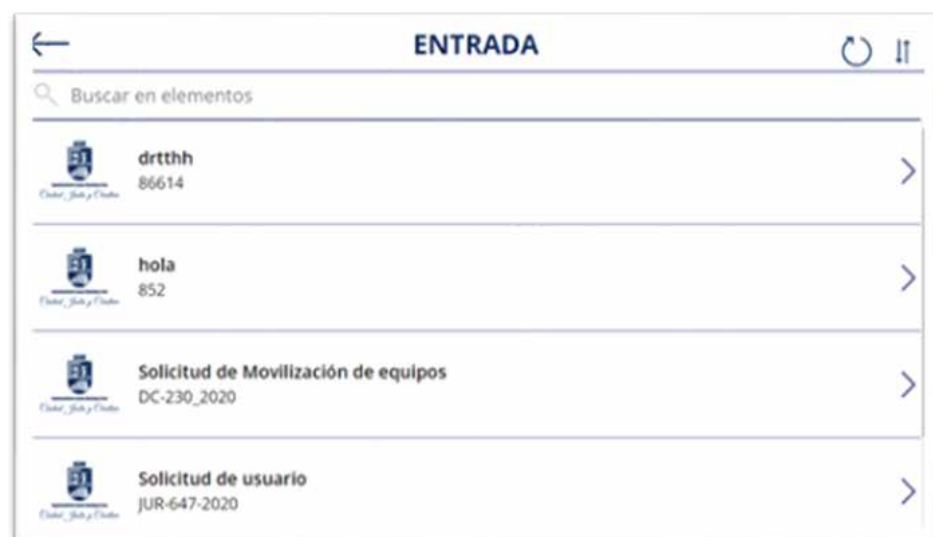 ENTRADA
Buscar en elementos
drtthh
86614
hola
852
Solicitud de Movilización de equipos
DC-230_2020
Solicitud de usuario
JUR-647-2020